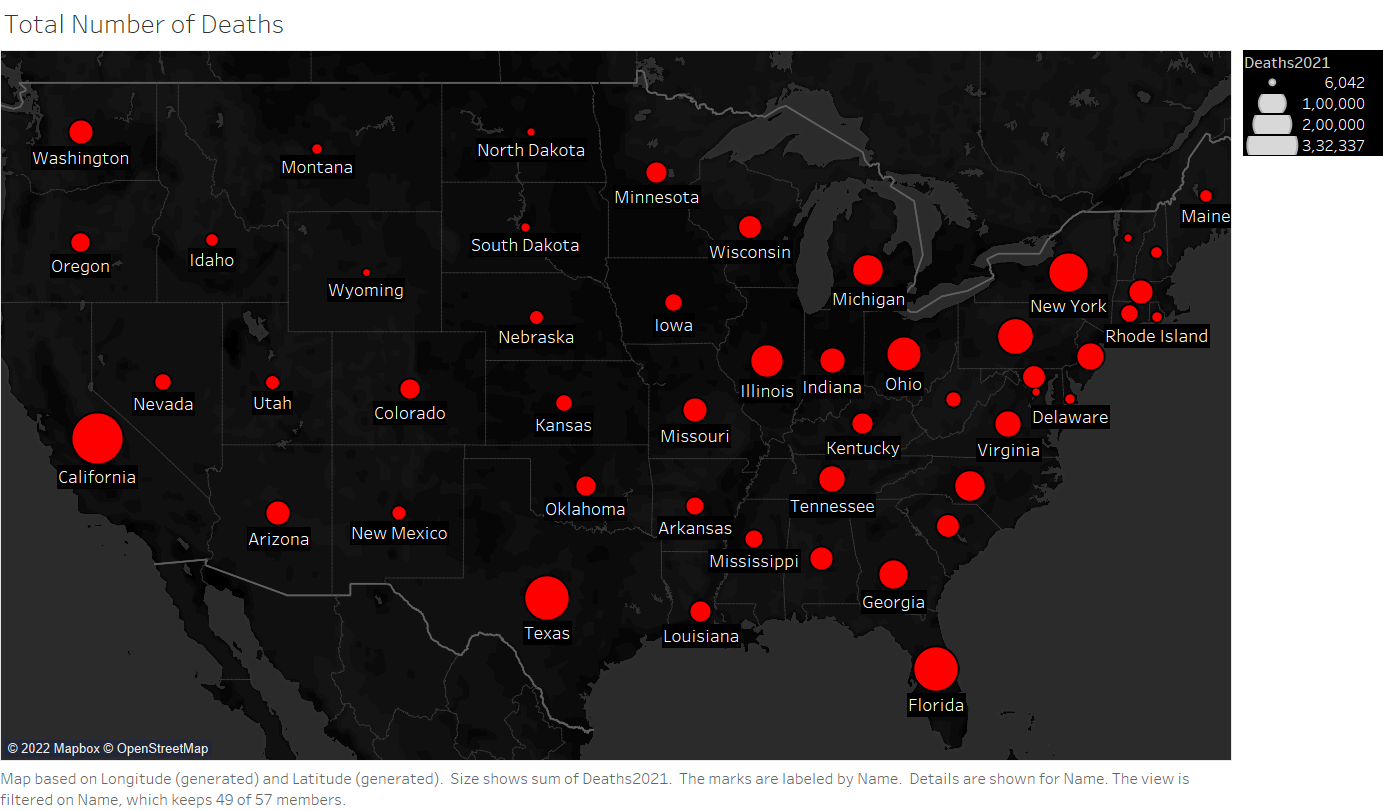 Total Number of Deaths
Deaths2021
6,042
1,00,000
2,00,000
3,32,337
Washington
Montana
North Dakota
Minnesota
Maine
Oregon
Idaho
South Dakota
Wisconsin
Wyoming
Michigan
New York
Nebraska
Iowa
Rhode Island
Nevada
Utah
Colorado
Kansas
Illinois
Indiana
Ohio
Missouri
Delaware
Kentucky
Virginia
California
Oklahoma
Tennessee
Arizona
New Mexico
Arkansas
Mississippi
Georgia
Texas
Louisiana
Florida
© 2022 Mapbox © OpenStreetMap
Map based on Longitude (generated) and Latitude (generated).  Size shows sum of Deaths2021.  The marks are labeled by Name.  Details are shown for Name. The view is
filtered on Name, which keeps 49 of 57 members.